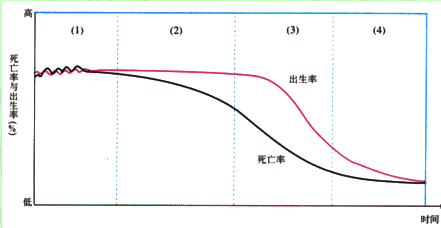 高
(1)
(2)
(3)
(4)
死亡率与出生率(%)
出生率
死亡率
低
时间